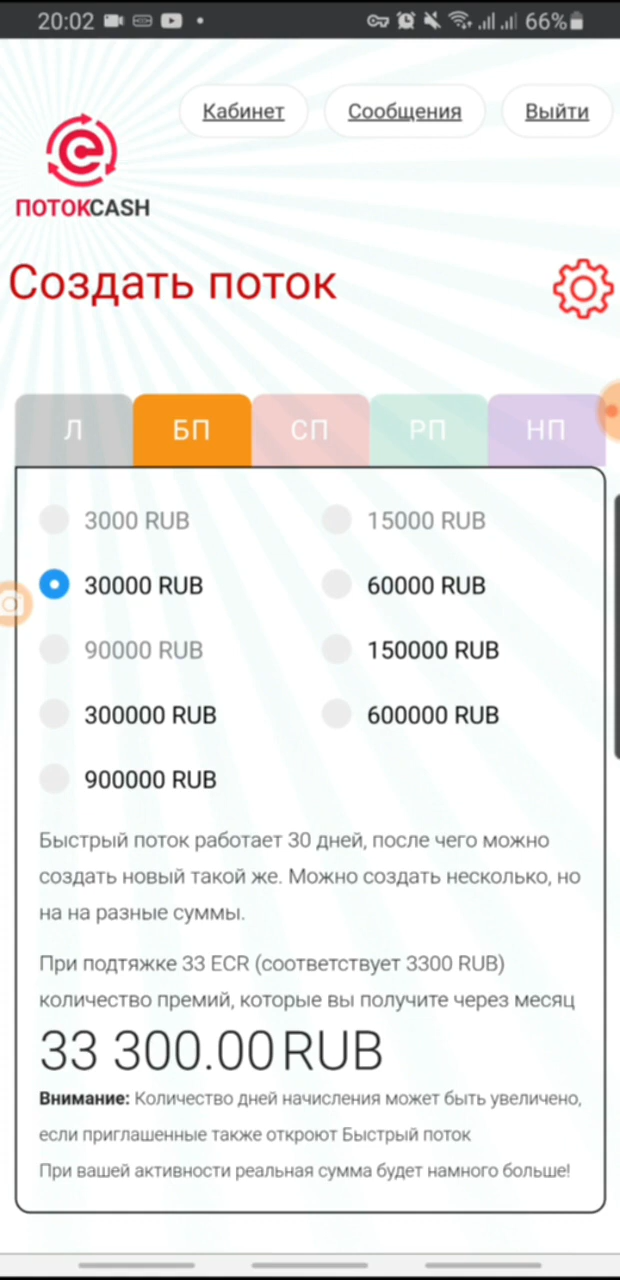 20:02 66%
Кабинет Сообщения Выйти
ПОТОКCASH
Создать поток
Л БП СП РП НП
3000 RUB 15000 RUB
30000 RUB 60000 RUB
90000 RUB 150000 RUB
300000 RUB 600000 RUB
900000 RUB
Быстрый поток работает 30 дней, после чего можно
создать новый такой же. Можно создать несколько, но
на на разные суммы.
При подтяжке 33 ECR (соответствует 3300 RUB)
количество премий, которые вы получите через месяц
33 300.00 RUB
Внимание: Количество дней начисления может быть увеличено,
если приглашенные также откроют Быстрый поток
При вашей активности реальная сумма будет намного больше!